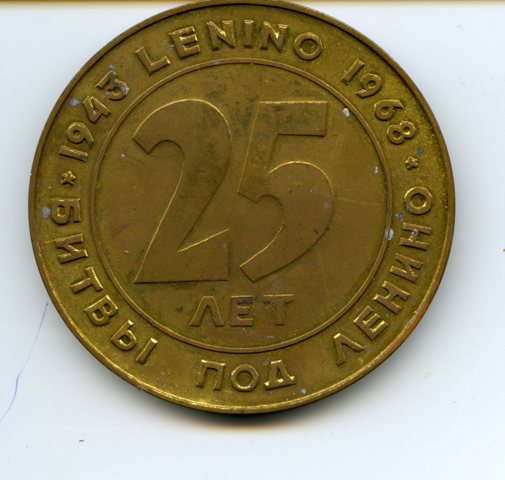 1943 LENINO 1968
25
ЛЕТ
* БИТВЫ ПОД ЛЕНИНО *